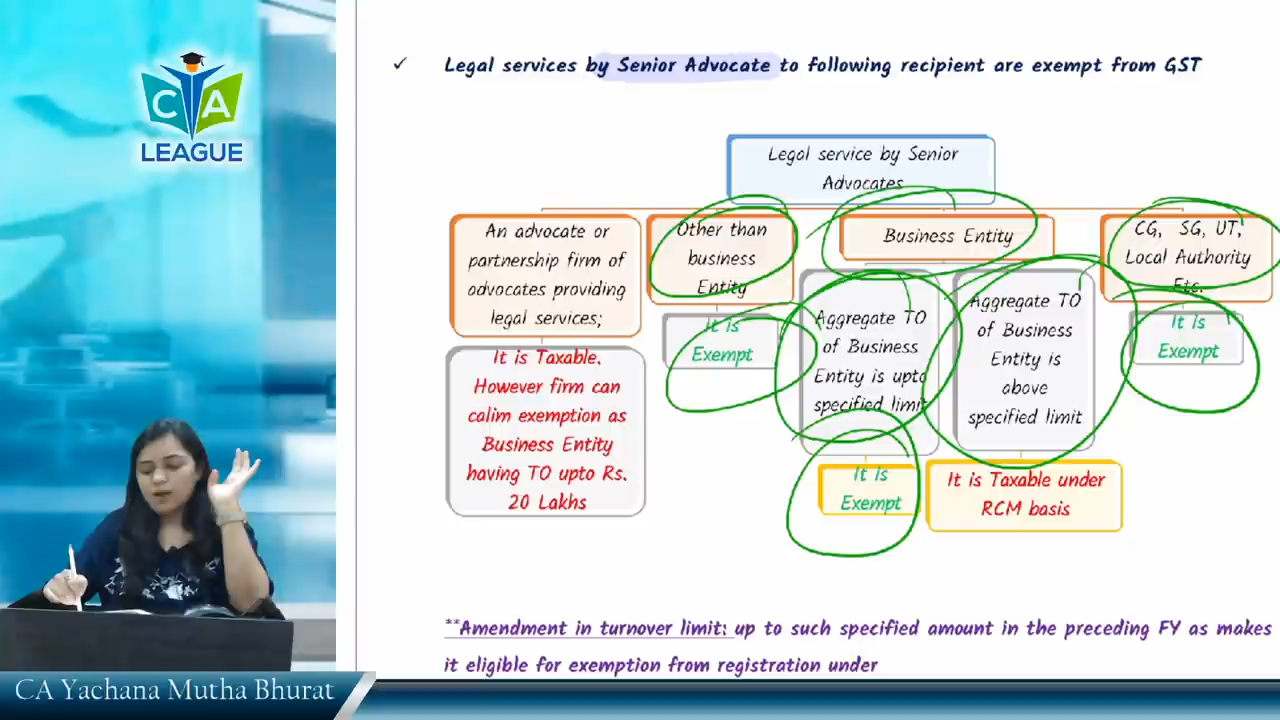 CA
LEAGUE
✓ Legal services by Senior Advocate to following recipient are exempt from GST
Legal service by Senior
Advocates
An advocate or
partnership firm of
advocates providing
legal services;
It is Taxable.
However firm can
calim exemption as
Business Entity
having TO upto Rs.
20 Lakhs
Other than
business
Entity
It is
Exempt
Business Entity
Aggregate TO
of Business
Entity is upto
specified limit
It is
Exempt
Aggregate TO
of Business
Entity is
above
specified limit
It is Taxable under
RCM basis
CG, SG, UT,
Local Authority
Etc.
It is
Exempt
**Amendment in turnover limit: up to such specified amount in the preceding FY as makes
it eligible for exemption from registration under
CA Yachana Mutha Bhurat